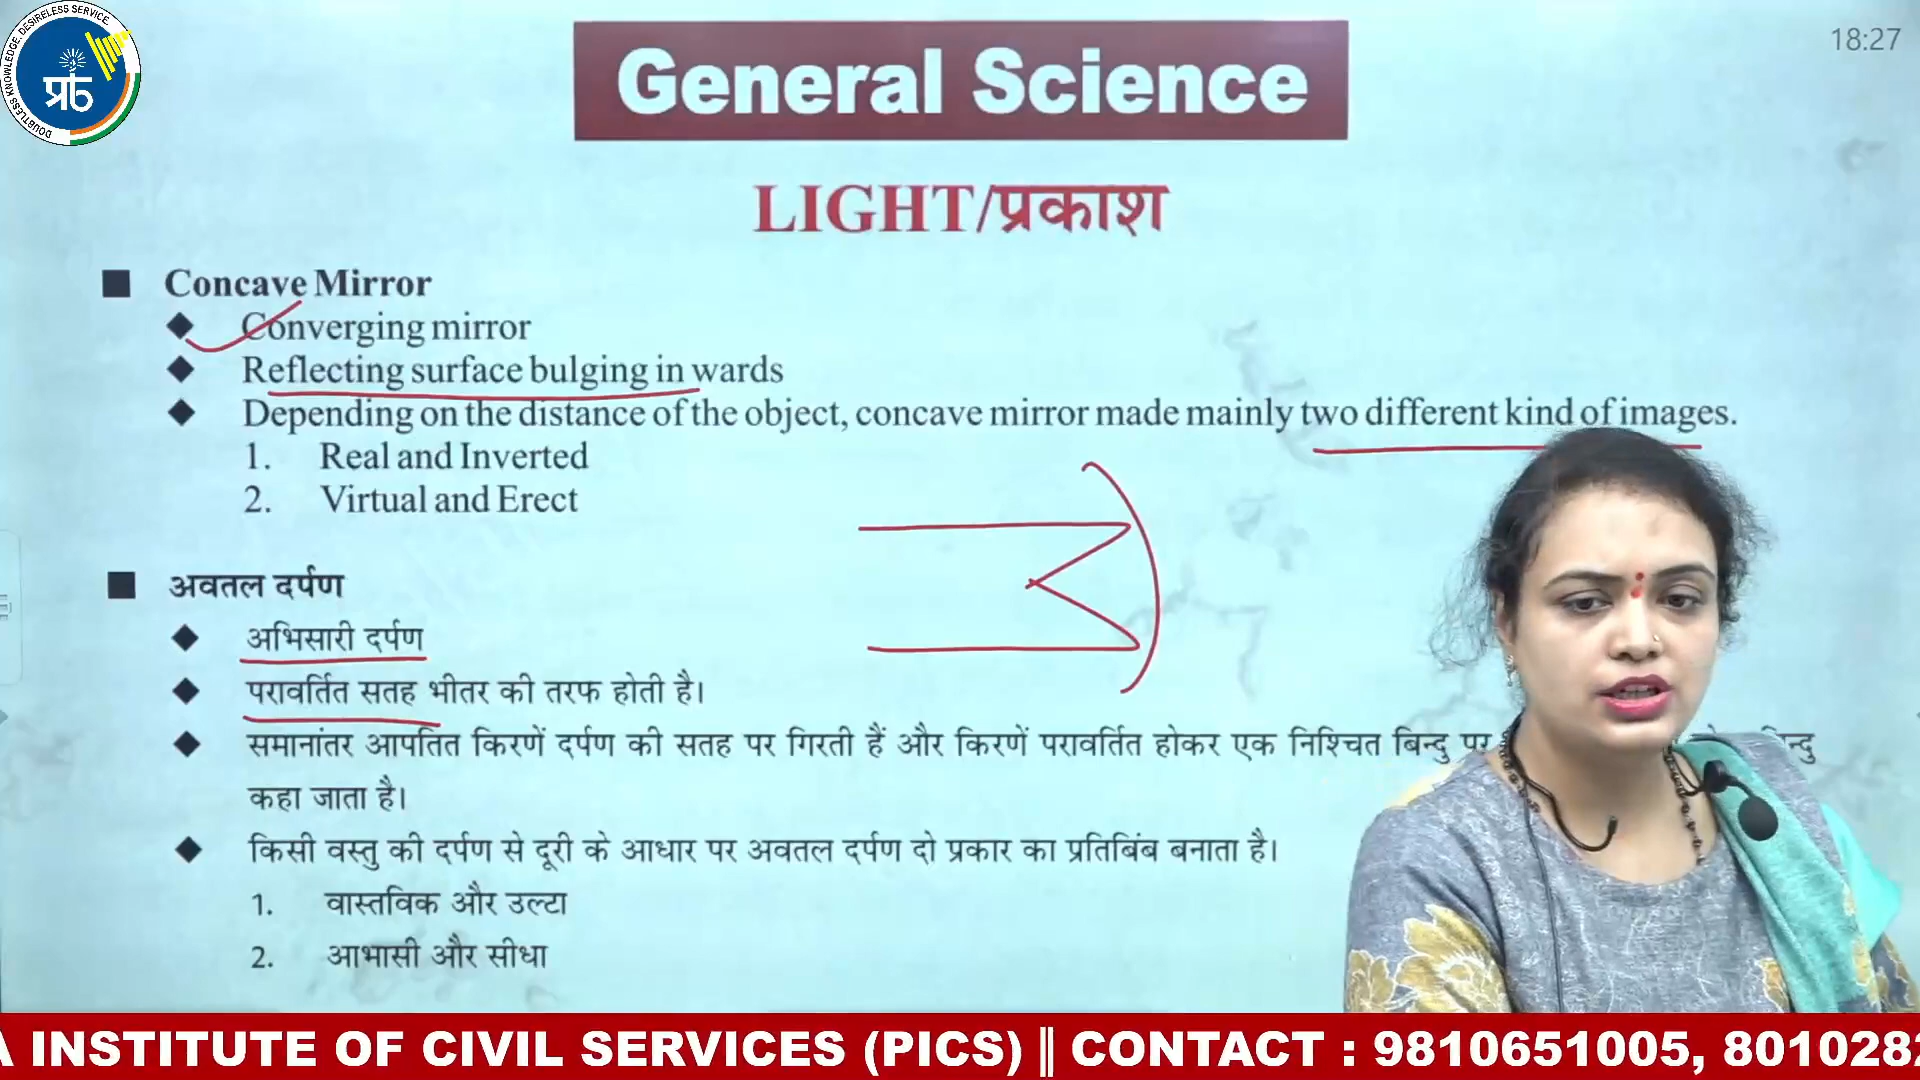 DOUBTLESS KNOWLEDGE, DESIRELESS SERVICE
18:27
General Science
LIGHT/प्रकाश
Concave Mirror
Converging mirror
Reflecting surface bulging in wards
Depending on the distance of the object, concave mirror made mainly two different kind of images.
1. Real and Inverted
2. Virtual and Erect
अवतल दर्पण
अभिसारी दर्पण
परावर्तित सतह भीतर की तरफ होती है।
समानांतर आपतित किरणें दर्पण की सतह पर गिरती हैं और किरणें परावर्तित होकर एक निश्चित बिन्दु पर
कहा जाता है।
किसी वस्तु की दर्पण से दूरी के आधार पर अवतल दर्पण दो प्रकार का प्रतिबिंब बनाता है।
1. वास्तविक और उल्टा
2. आभासी और सीधा
A INSTITUTE OF CIVIL SERVICES (PICS) || CONTACT : 9810651005, 801028